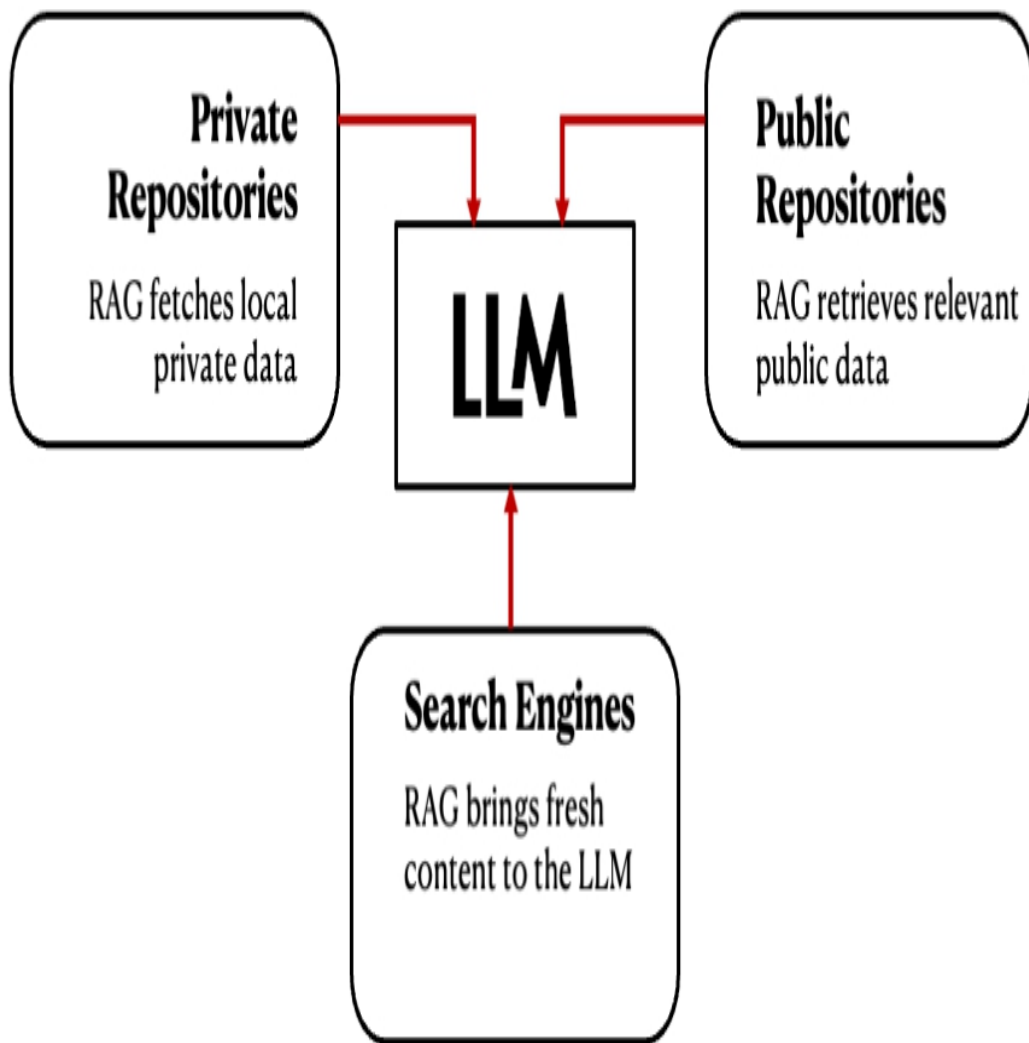 Private
Repositories
RAG fetches local
private data
LLM
Public
Repositories
RAG retrieves relevant
public data
Search Engines
RAG brings fresh
content to the LLM